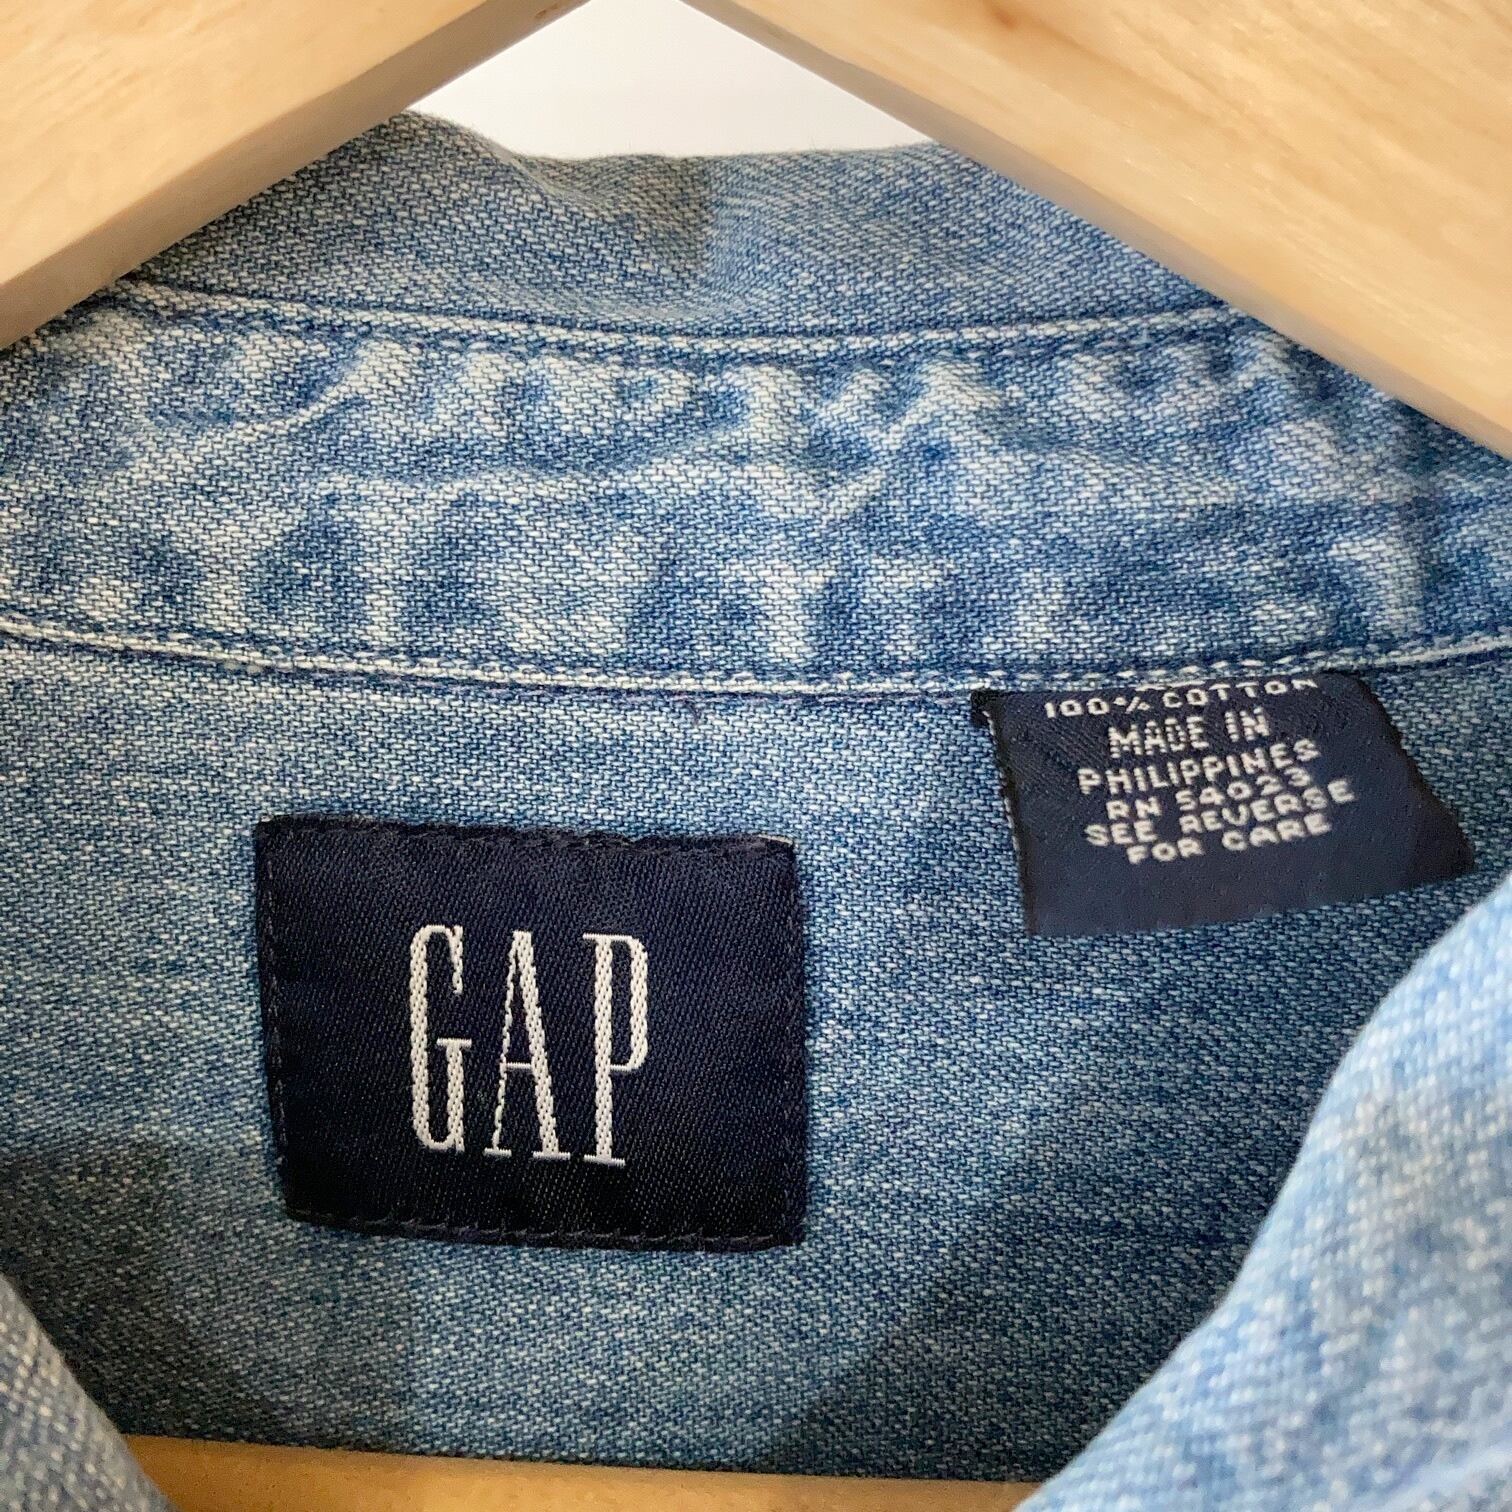 100% COTTON
MADE IN
PHILIPPINES
RN 54023
SEE REVERSE
FOR CARE
GAP